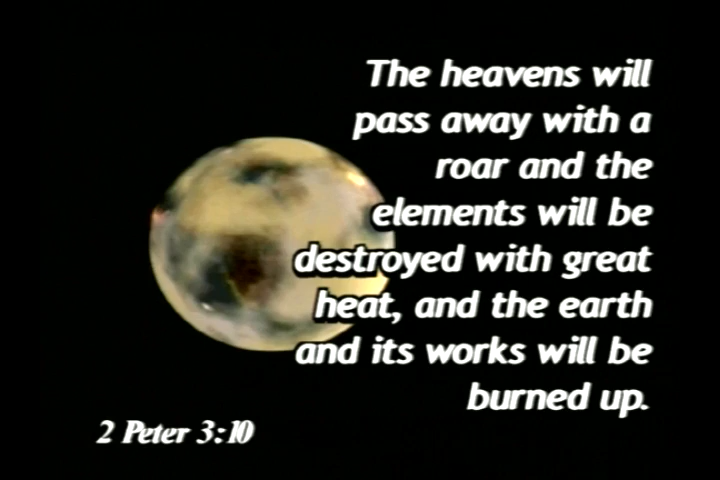 The heavens will
pass away with a
roar and the
elements will be
destroyed with great
heat, and the earth
and its works will be
burned up.
2 Peter 3:10